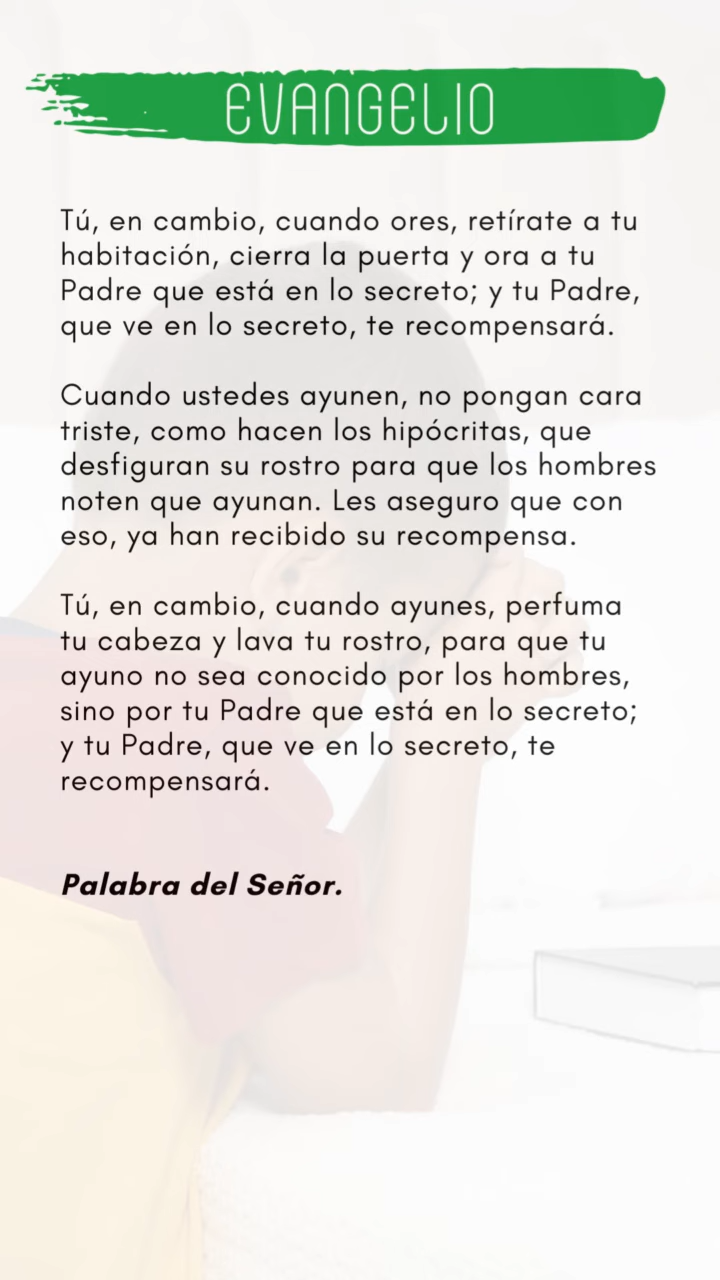 EVANGELIO
Tú, en cambio, cuando ores, retírate a tu
habitación, cierra la puerta y ora a tu
Padre que está en lo secreto; y tu Padre,
que ve en lo secreto, te recompensará.
Cuando ustedes ayunen, no pongan cara
triste, como hacen los hipócritas, que
desfiguran su rostro para que los hombres
noten que ayunan. Les aseguro que con
eso, ya han recibido su recompensa.
Tú, en cambio, cuando ayunes, perfuma
tu cabeza y lava tu rostro, para que tu
ayuno no sea conocido por los hombres,
sino por tu Padre que está en lo secreto;
y tu Padre, que ve en lo secreto, te
recompensará.
Palabra del Señor.